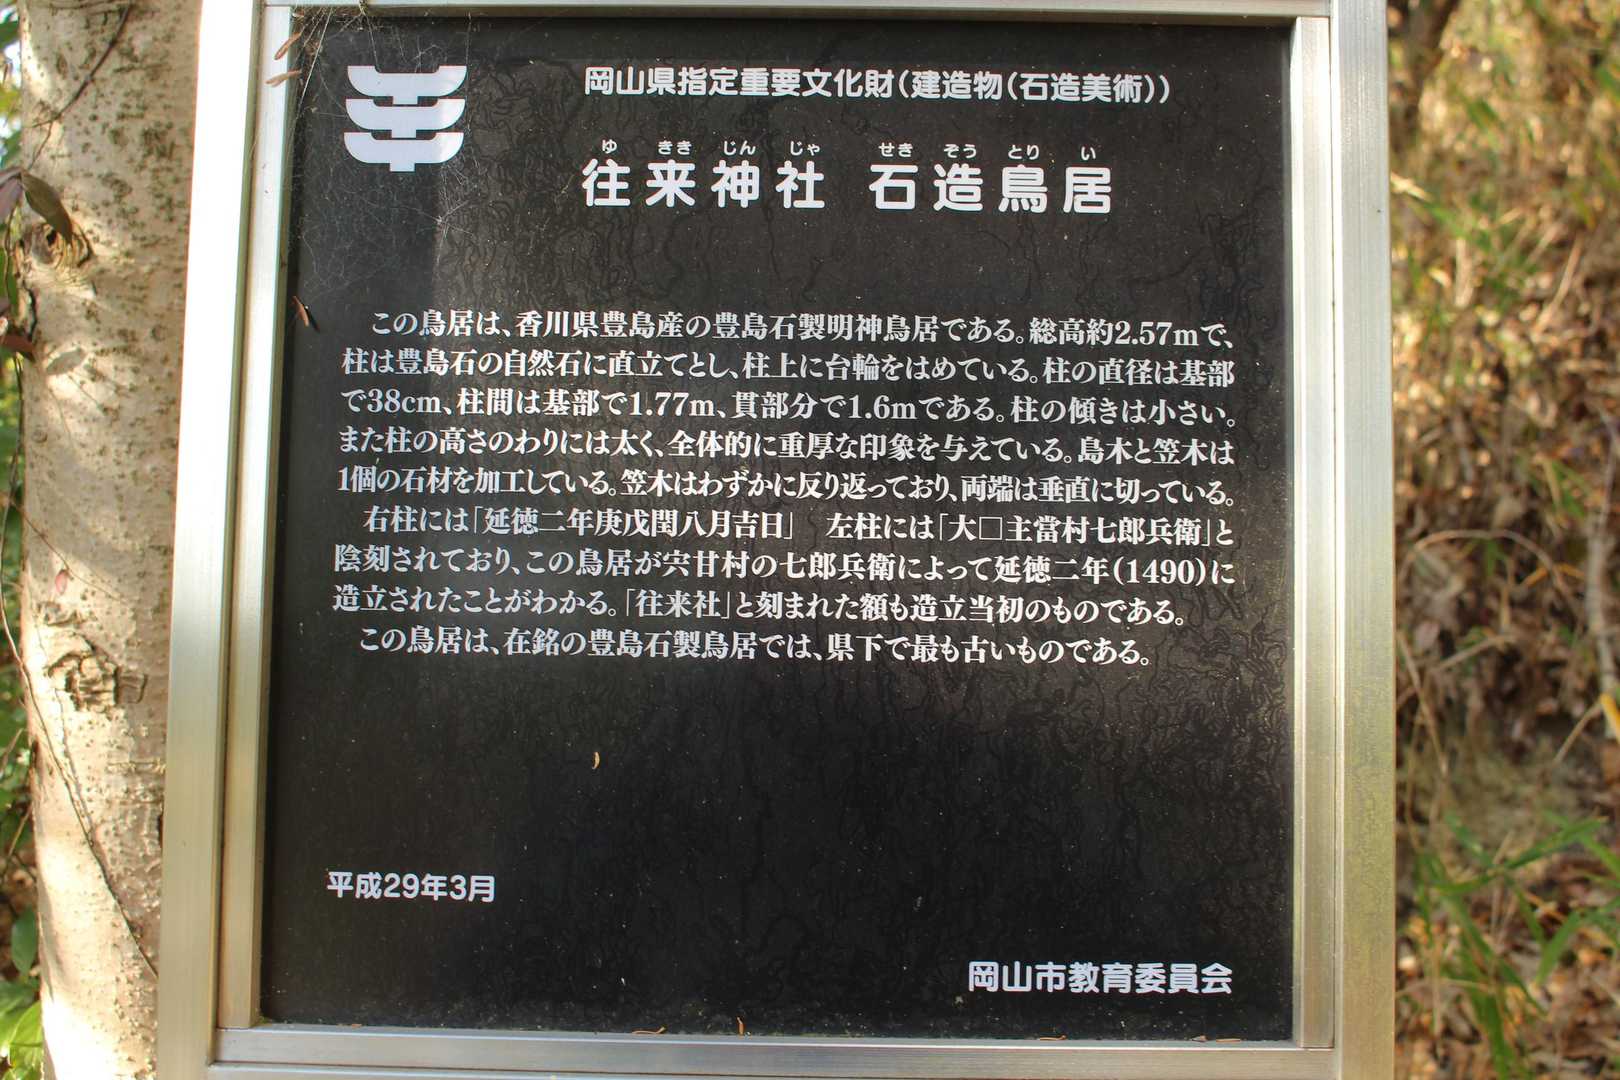 岡山県指定重要文化財（建造物（石造美術））
ゆ きき じん じゃ せき ぞう とり い
往来神社 石造鳥居
この鳥居は、香川県豊島産の豊島石製明神鳥居である。総高約2.57mで、
柱は豊島石の自然石に直立てとし、柱上に台輪をはめている。柱の直径は基部
で38cm、柱間は基部で1.77m、貫部分で1.6mである。柱の傾きは小さい。
また柱の高さのわりには太く、全体的に重厚な印象を与えている。島木と笠木は
1個の石材を加工している。笠木はわずかに反り返っており、両端は垂直に切っている。
右柱には「延徳二年庚戊閏八月吉日」 左柱には「大□主當村七郎兵衛」と
陰刻されており、この鳥居が宍甘村の七郎兵衛によって延徳二年（1490）に
造立されたことがわかる。「往来社」と刻まれた額も造立当初のものである。
この鳥居は、在銘の豊島石製鳥居では、県下で最も古いものである。
平成29年3月
岡山市教育委員会